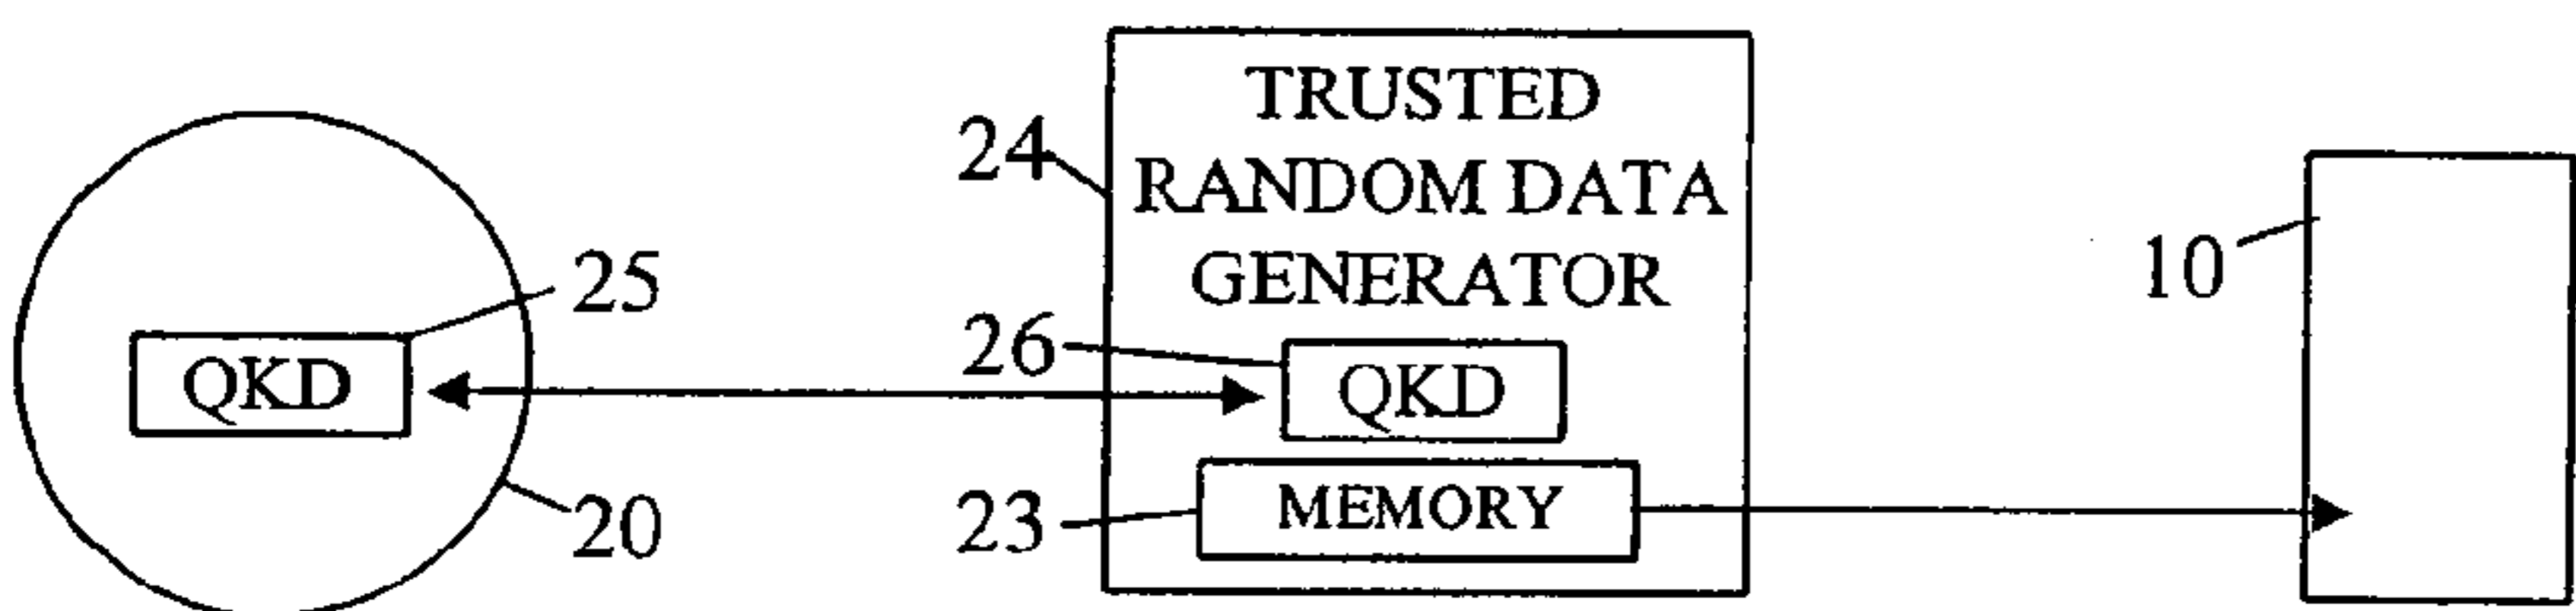 TRUSTED
24
RANDOM DATA
10
GENERATOR
25
26
QKD
QKD
23
MEMORY
20